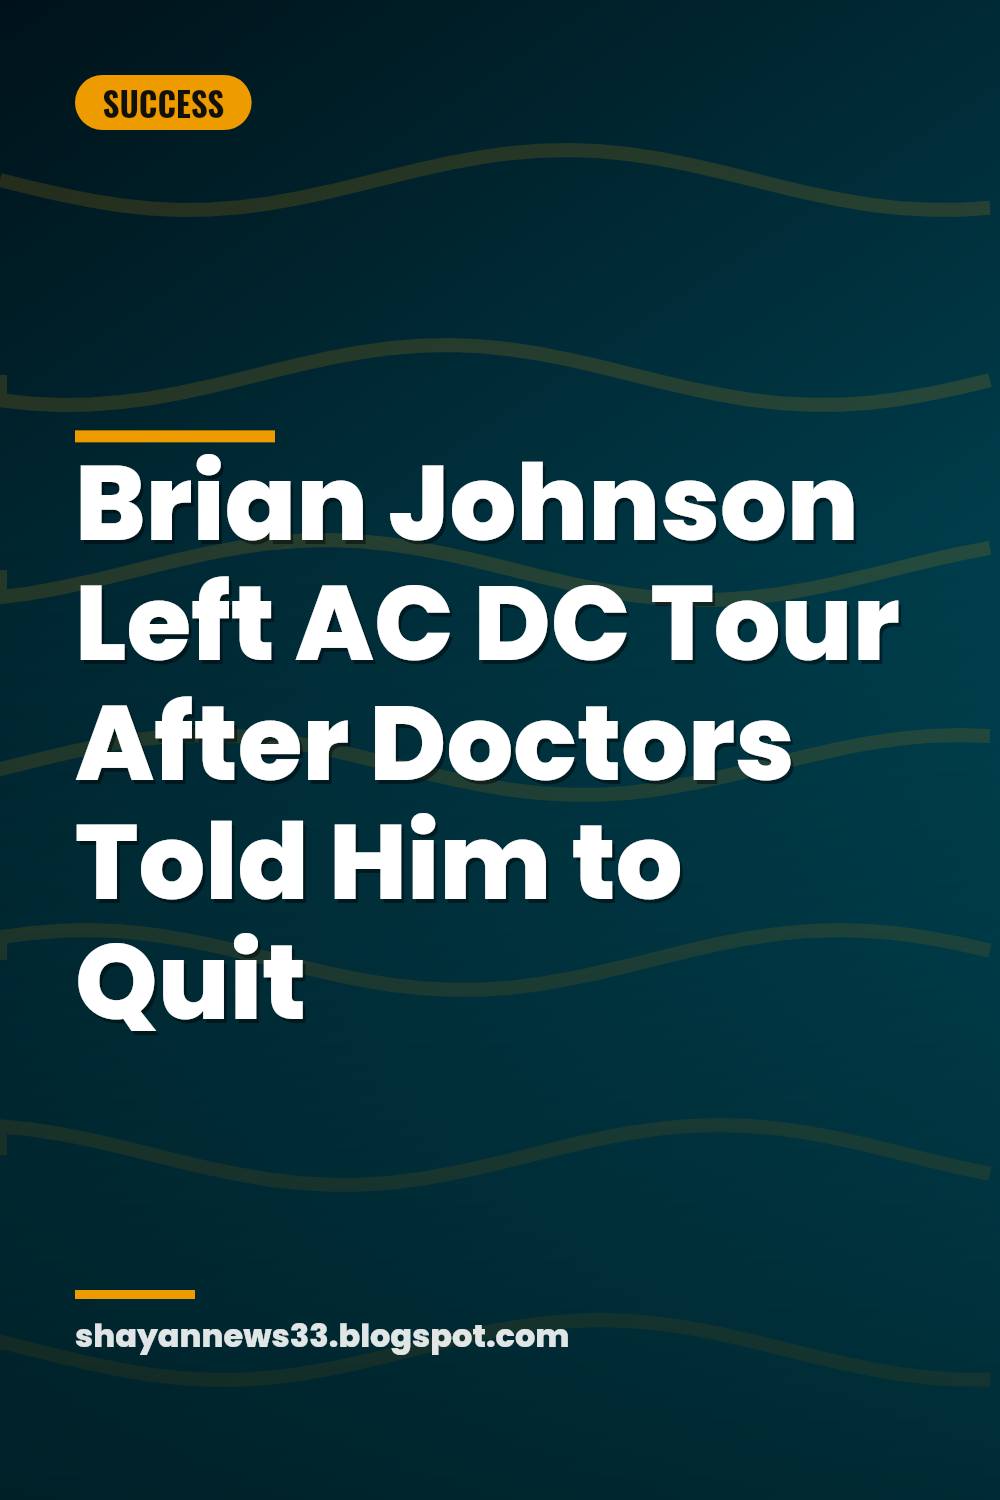 SUCCESS
Brian Johnson
Left AC DC Tour
After Doctors
Told Him to
Quit
shayannews33.blogspot.com